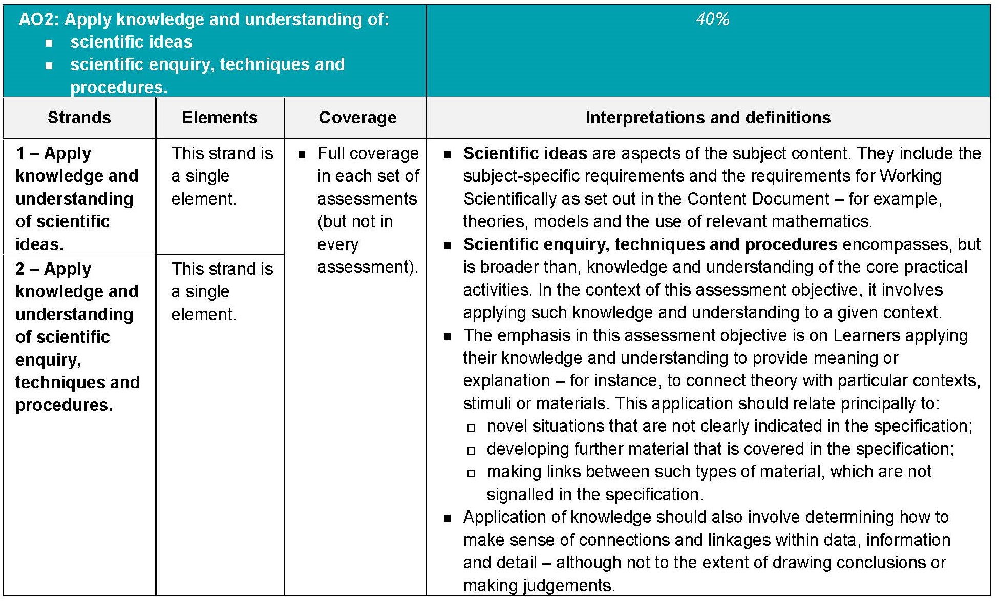 AO2: Apply knowledge and understanding of:
▪ scientific ideas
▪ scientific enquiry, techniques and
procedures.
40%
Strands
Elements
Coverage
Interpretations and definitions
1 – Apply
knowledge and
understanding
of scientific
ideas.
This strand is
a single
element.
▪ Full coverage
in each set of
assessments
(but not in
every
assessment).
2 – Apply
knowledge and
understanding
of scientific
enquiry,
techniques and
procedures.
This strand is
a single
element.
▪ Scientific ideas are aspects of the subject content. They include the
subject-specific requirements and the requirements for Working
Scientifically as set out in the Content Document – for example,
theories, models and the use of relevant mathematics.
▪ Scientific enquiry, techniques and procedures encompasses, but
is broader than, knowledge and understanding of the core practical
activities. In the context of this assessment objective, it involves
applying such knowledge and understanding to a given context.
▪ The emphasis in this assessment objective is on Learners applying
their knowledge and understanding to provide meaning or
explanation – for instance, to connect theory with particular contexts,
stimuli or materials. This application should relate principally to:
▫ novel situations that are not clearly indicated in the specification;
▫ developing further material that is covered in the specification;
▫ making links between such types of material, which are not
signalled in the specification.
▪ Application of knowledge should also involve determining how to
make sense of connections and linkages within data, information
and detail – although not to the extent of drawing conclusions or
making judgements.